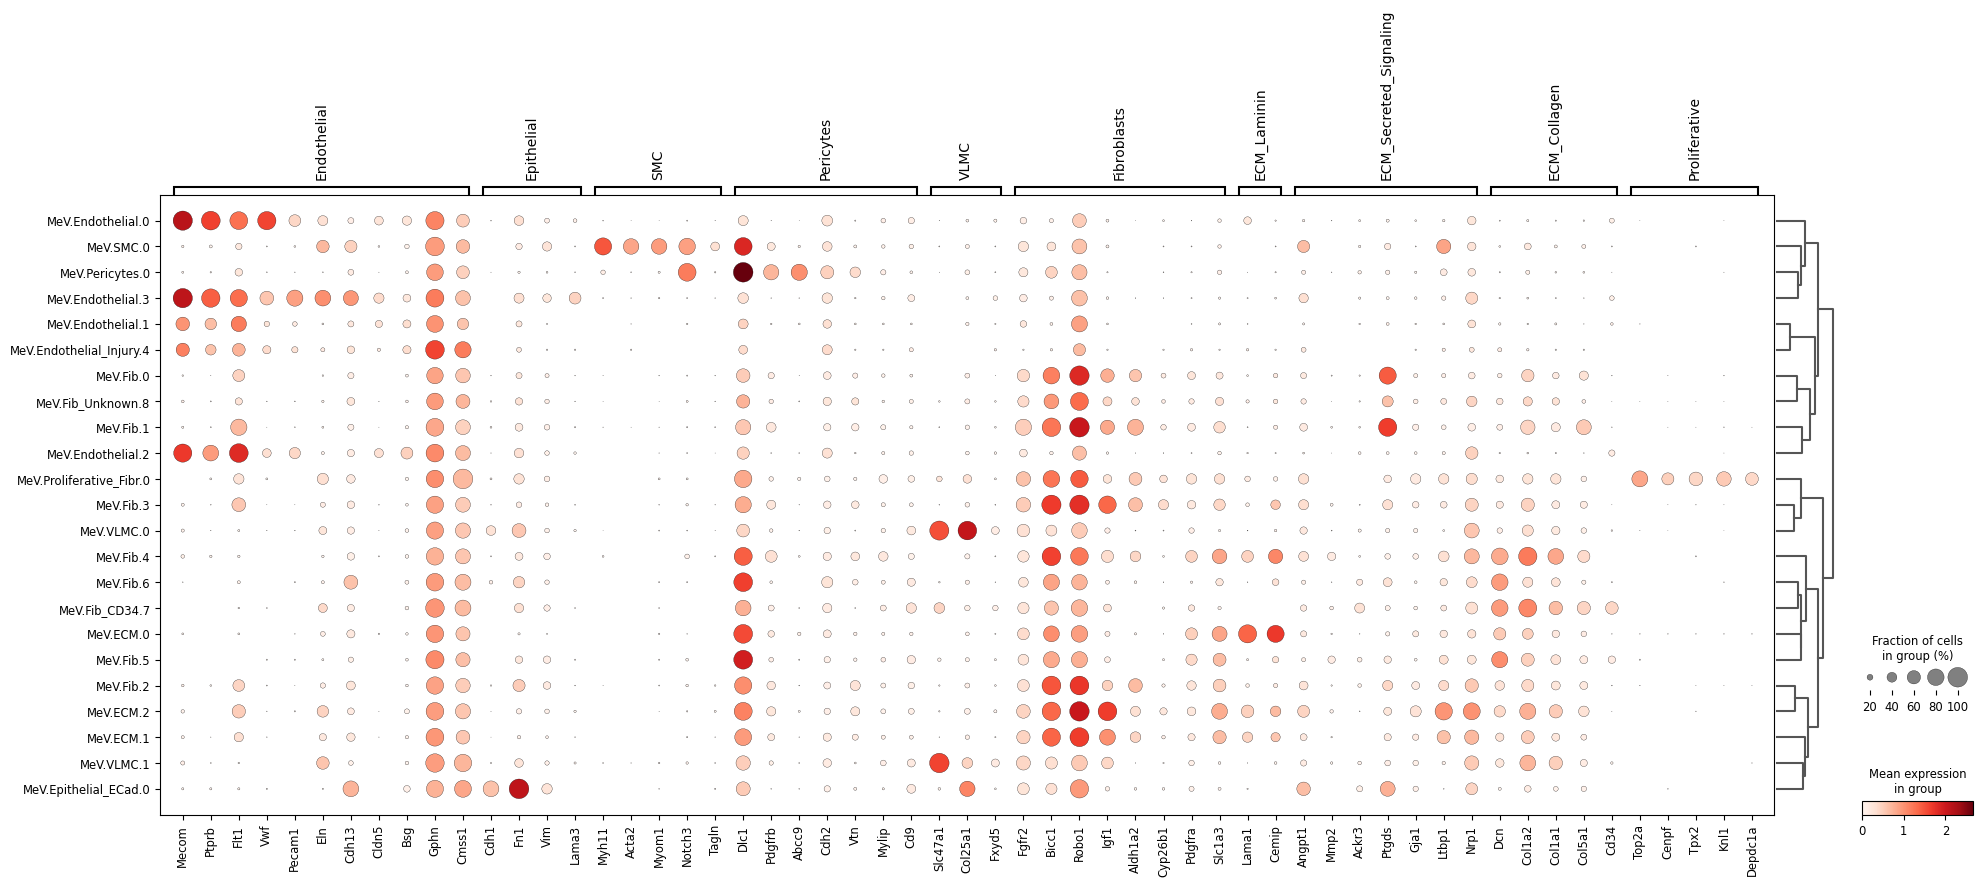 Endothelial
Epithelial
SMC
Pericytes
VLMC
Fibroblasts
ECM_Laminin
ECM_Secreted_Signaling
ECM_Collagen
Proliferative
MeV.Endothelial.0
MeV.SMC.0
MeV.Pericytes.0
MeV.Endothelial.3
MeV.Endothelial.1
MeV.Endothelial_Injury.4
MeV.Fib.0
MeV.Fib_Unknown.8
MeV.Fib.1
MeV.Endothelial.2
MeV.Proliferative_Fibr.0
MeV.Fib.3
MeV.VLMC.0
MeV.Fib.4
MeV.Fib.6
MeV.Fib_CD34.7
MeV.ECM.0
MeV.Fib.5
MeV.Fib.2
MeV.ECM.2
MeV.ECM.1
MeV.VLMC.1
MeV.Epithelial_ECad.0
Mecom
Ptprb
Flt1
Vwf
Pecam1
Eln
Cdh13
Cldn5
Bsg
Gphn
Cmss1
Cdh1
Fn1
Vim
Lama3
Myh11
Acta2
Myom1
Notch3
Tagln
Dlc1
Pdgfrb
Abcc9
Cdh2
Vtn
Mylip
Cd9
Slc47a1
Col25a1
Fxyd5
Fgfr2
Bicc1
Robo1
Igf1
Aldh1a2
Cyp26b1
Pdgfra
Slc1a3
Lama1
Cemip
Angpt1
Mmp2
Ackr3
Ptgds
Gja1
Ltbp1
Nrp1
Dcn
Col1a2
Col1a1
Col5a1
Cd34
Top2a
Cenpf
Tpx2
Knl1
Depdc1a
Fraction of cells
in group (%)
20 40 60 80 100
Mean expression
in group
0 1 2